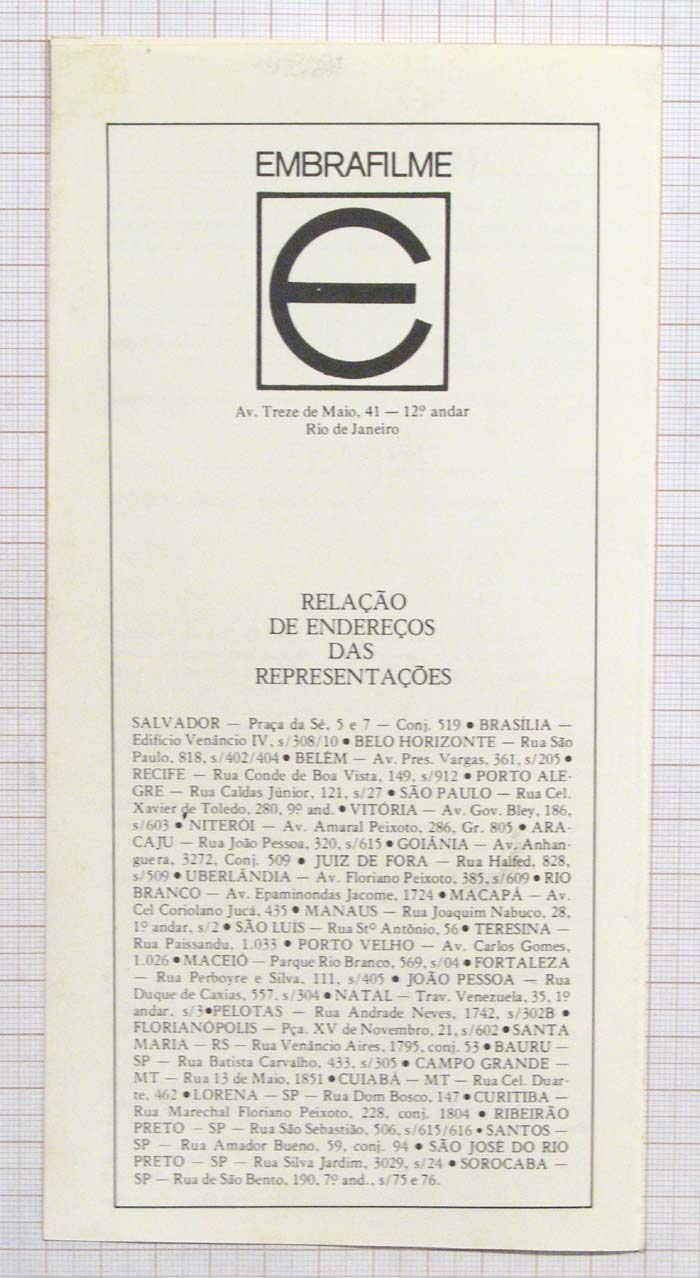 EMBRAFILME
e
Av. Treze de Maio, 41 — 12º andar
Rio de Janeiro
RELAÇÃO
DE ENDEREÇOS
DAS
REPRESENTAÇÕES
SALVADOR — Praça da Sé, 5 e 7 — Conj. 519 • BRASÍLIA —
Edifício Venâncio IV, s/308/10 • BELO HORIZONTE — Rua São
Paulo, 818, s/402/404 • BELÉM — Av. Pres. Vargas, 361, s/205 •
RECIFE — Rua Conde de Boa Vista, 149, s/912 • PORTO ALE-
GRE — Rua Caldas Júnior, 121, s/27 • SÃO PAULO — Rua Cel.
Xavier de Toledo, 280, 9º and. • VITÓRIA — Av. Gov. Bley, 186,
s/603 • NITERÓI — Av. Amaral Peixoto, 286, Gr. 805 • ARA-
CAJU — Rua João Pessoa, 320, s/615 • GOIÂNIA — Av. Anhan-
guera, 3272, Conj. 509 • JUIZ DE FORA — Rua Halfed, 828,
s/509 • UBERLÂNDIA — Av. Floriano Peixoto, 385, s/609 • RIO
BRANCO — Av. Epaminondas Jacome, 1724 • MACAPÁ — Av.
Cel Coriolano Jucá, 435 • MANAUS — Rua Joaquim Nabuco, 28,
1º andar, s/2 • SÃO LUÍS — Rua Stº Antônio, 56 • TERESINA —
Rua Paissandu, 1.033 • PORTO VELHO — Av. Carlos Gomes,
1.026 • MACEIÓ — Parque Rio Branco, 569, s/04 • FORTALEZA
— Rua Perboyre e Silva, 111, s/405 • JOÃO PESSOA — Rua
Duque de Caxias, 557, s/304 • NATAL — Trav. Venezuela, 35, 1º
andar, s/3 • PELOTAS — Rua Andrade Neves, 1742, s/302B •
FLORIANÓPOLIS — Pça. XV de Novembro, 21, s/602 • SANTA
MARIA — RS — Rua Venâncio Aires, 1795, conj. 53 • BAURU —
SP — Rua Batista Carvalho, 433, s/305 • CAMPO GRANDE —
MT — Rua 13 de Maio, 1851 • CUIABÁ — MT — Rua Cel. Duar-
te, 462 • LORENA — SP — Rua Dom Bosco, 147 • CURITIBA —
Rua Marechal Floriano Peixoto, 228, conj. 1804 • RIBEIRÃO
PRETO — SP — Rua São Sebastião, 506, s/615/616 • SANTOS —
SP — Rua Amador Bueno, 59, conj. 94 • SÃO JOSÉ DO RIO
PRETO — SP — Rua Silva Jardim, 3029, s/24 • SOROCABA —
SP — Rua de São Bento, 190, 7º and., s/75 e 76.